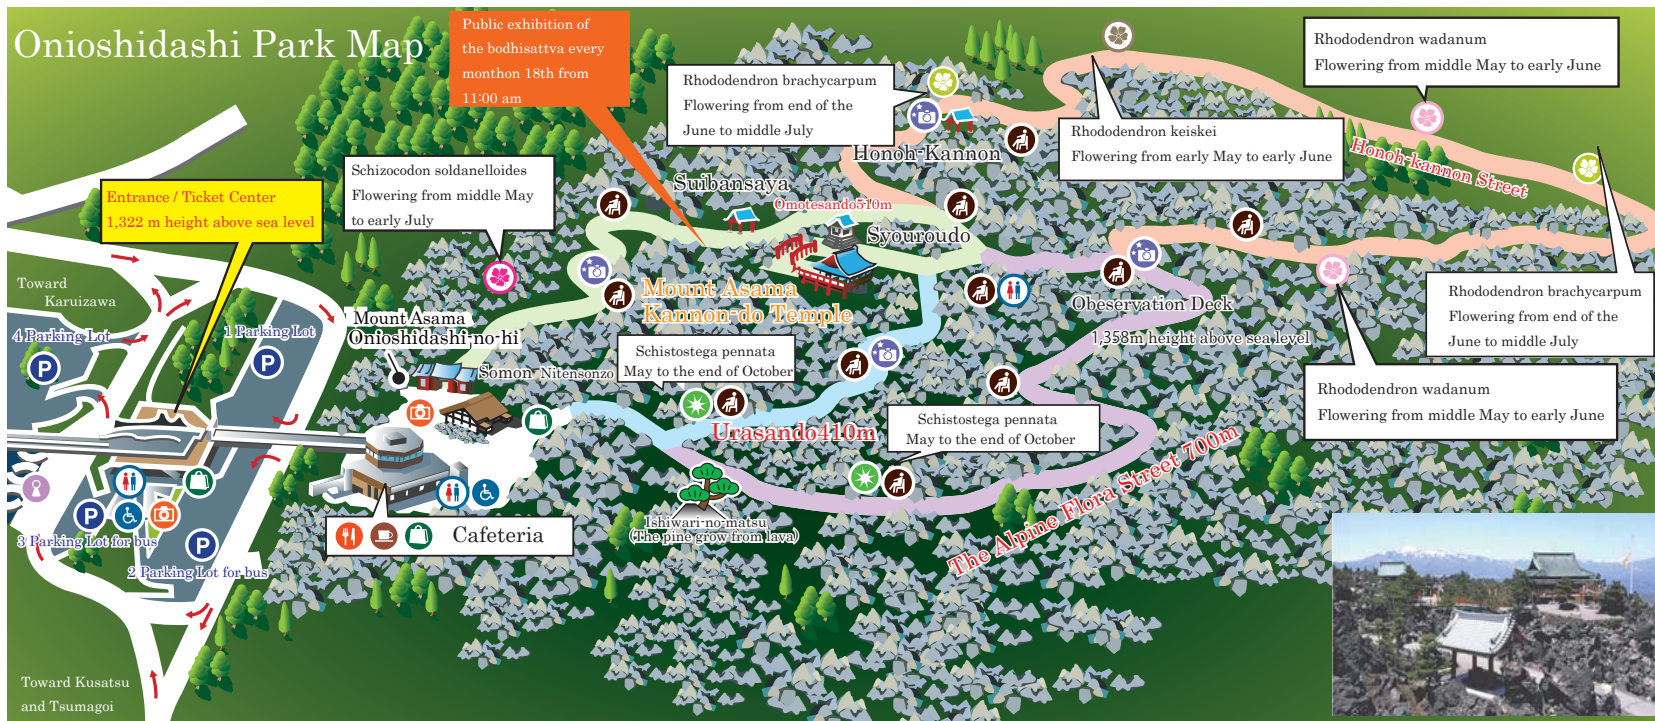 Onioshidashi Park Map
Public exhibition of
the bodhisattva every
monthon 18th from
11:00 am
Rhododendron brachycarpum
Flowering from end of the
June to middle July
Rhododendron wadanum
Flowering from middle May to early June
Rhododendron keiskei
Flowering from early May to early June
Honoh-Kannon
Honoh-kannon Street
Schizocodon soldanelloides
Flowering from middle May
to early July
Suibansaya
Omotesando510m
Syouroudo
Entrance / Ticket Center
1,322 m height above sea level
Toward
Karuizawa
4 Parking Lot
P
1 Parking Lot
P
Mount Asama
Kannon-do Temple
Mount Asama
Onioshidashi-no-hi
Somon Nitensonzo
Obeservation Deck
1,358m height above sea level
Rhododendron brachycarpum
Flowering from end of the
June to middle July
Schistostega pennata
May to the end of October
Rhododendron wadanum
Flowering from middle May to early June
Schistostega pennata
May to the end of October
Urasando410m
The Alpine Flora Street 700m
Ishiwari-no-matsu
(The pine grow from lava)
Cafeteria
P
3 Parking Lot for bus
P
2 Parking Lot for bus
Toward Kusatsu
and Tsumagoi